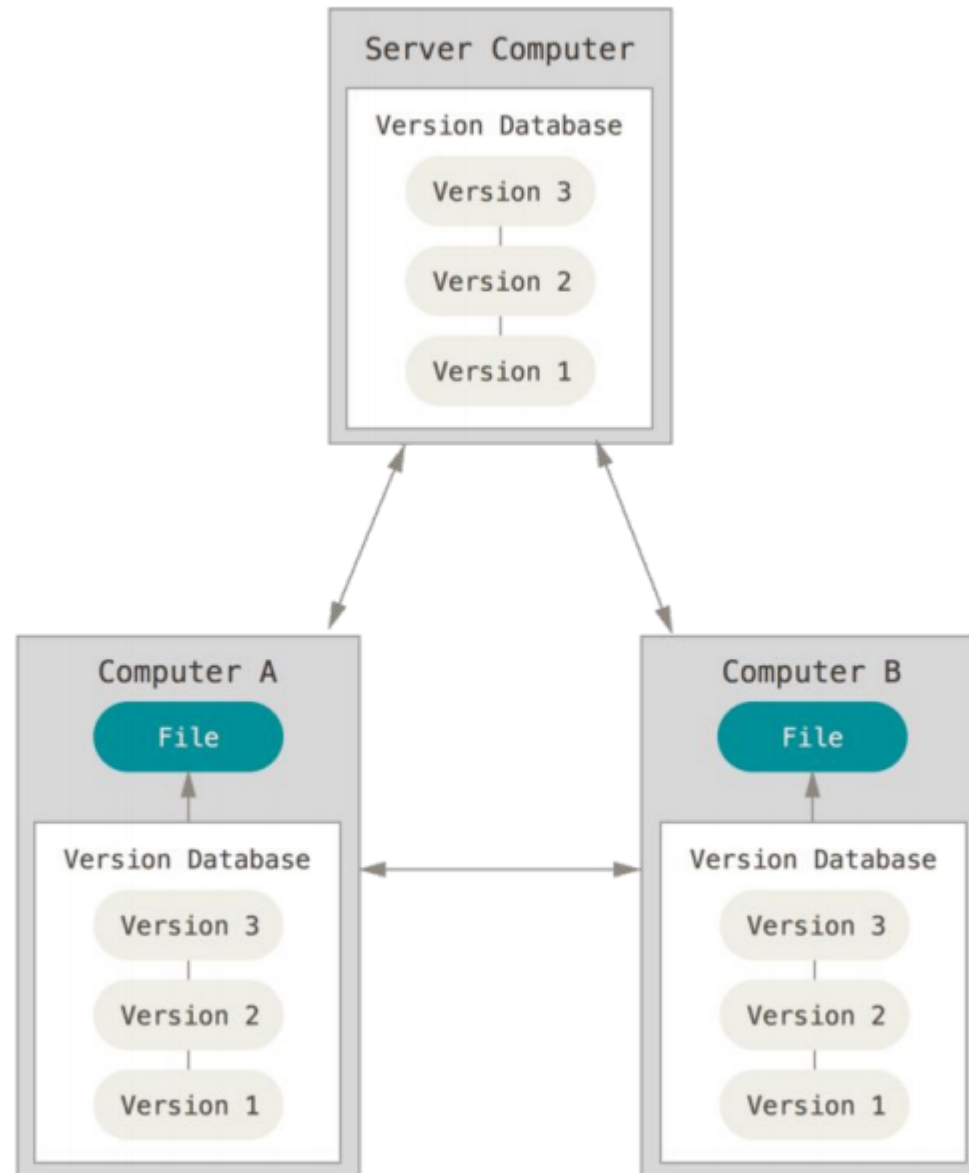 Server Computer
Version Database
Version 3
Version 2
Version 1
Computer A
File
Version Database
Version 3
Version 2
Version 1
Computer B
File
Version Database
Version 3
Version 2
Version 1